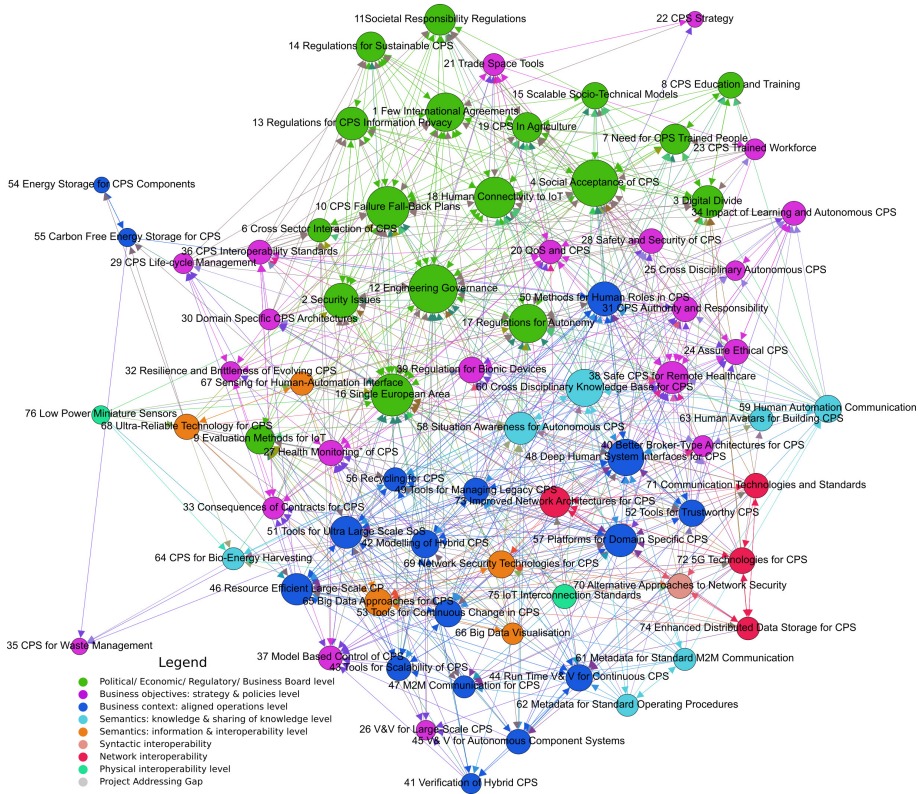 11Societal Responsibility Regulations
22 CPS Strategy
14 Regulations for Sustainable CPS
21 Trade Space Tools
8 CPS Education and Training
15 Scalable Socio-Technical Models
1 Few International Agreements
13 Regulations for CPS Information Privacy
19 CPS In Agriculture
7 Need for CPS Trained People
23 CPS Trained Workforce
54 Energy Storage for CPS Components
4 Social Acceptance of CPS
18 Human Connectivity to IoT
3 Digital Divide
10 CPS Failure Fall-Back Plans
34 Impact of Learning and Autonomous CPS
6 Cross Sector Interaction of CPS
55 Carbon Free Energy Storage for CPS
28 Safety and Security of CPS
36 CPS Interoperability Standards
20 QoS and CPS
29 CPS Life-cycle Management
25 Cross Disciplinary Autonomous CPS
12 Engineering Governance
50 Methods for Human Roles in CPS
2 Security Issues
31 CPS Authority and Responsibility
30 Domain Specific CPS Architectures
17 Regulations for Autonomy
24 Assure Ethical CPS
32 Resilience and Brittleness of Evolving CPS
39 Regulation for Bionic Devices
38 Safe CPS for Remote Healthcare
67 Sensing for Human-Automation Interface
60 Cross Disciplinary Knowledge Base for CPS
16 Single European Area
59 Human Automation Communication
76 Low Power Miniature Sensors
63 Human Avatars for Building CPS
68 Ultra-Reliable Technology for CPS
58 Situation Awareness for Autonomous CPS
9 Evaluation Methods for IoT
40 Better Broker-Type Architectures for CPS
27 Health Monitoring' of CPS
48 Deep Human System Interfaces for CPS
56 Recycling for CPS
71 Communication Technologies and Standards
49 Tools for Managing Legacy CPS
73 Improved Network Architectures for CPS
33 Consequences of Contracts for CPS
52 Tools for Trustworthy CPS
51 Tools for Ultra Large Scale SoS
57 Platforms for Domain Specific CPS
42 Modelling of Hybrid CPS
64 CPS for Bio-Energy Harvesting
69 Network Security Technologies for CPS
72 5G Technologies for CPS
70 Alternative Approaches to Network Security
46 Resource Efficient Large-Scale CP
75 IoT Interconnection Standards
65 Big Data Approaches for CPS
53 Tools for Continuous Change in CPS
74 Enhanced Distributed Data Storage for CPS
66 Big Data Visualisation
35 CPS for Waste Management
37 Model Based Control of CPS
61 Metadata for Standard M2M Communication
43 Tools for Scalability of CPS
44 Run Time V& V for Continuous CPS
47 M2M Communication for CPS
62 Metadata for Standard Operating Procedures
26 V&V for Large Scale CPS
45 V& V for Autonomous Component Systems
41 Verification of Hybrid CPS
Legend
Political/ Economic/ Regulatory/ Business Board level
Business objectives: strategy & policies level
Business context: aligned operations level
Semantics: knowledge & sharing of knowledge level
Semantics: information & interoperability level
Syntactic interoperability
Network interoperability
Physical interoperability level
Project Addressing Gap